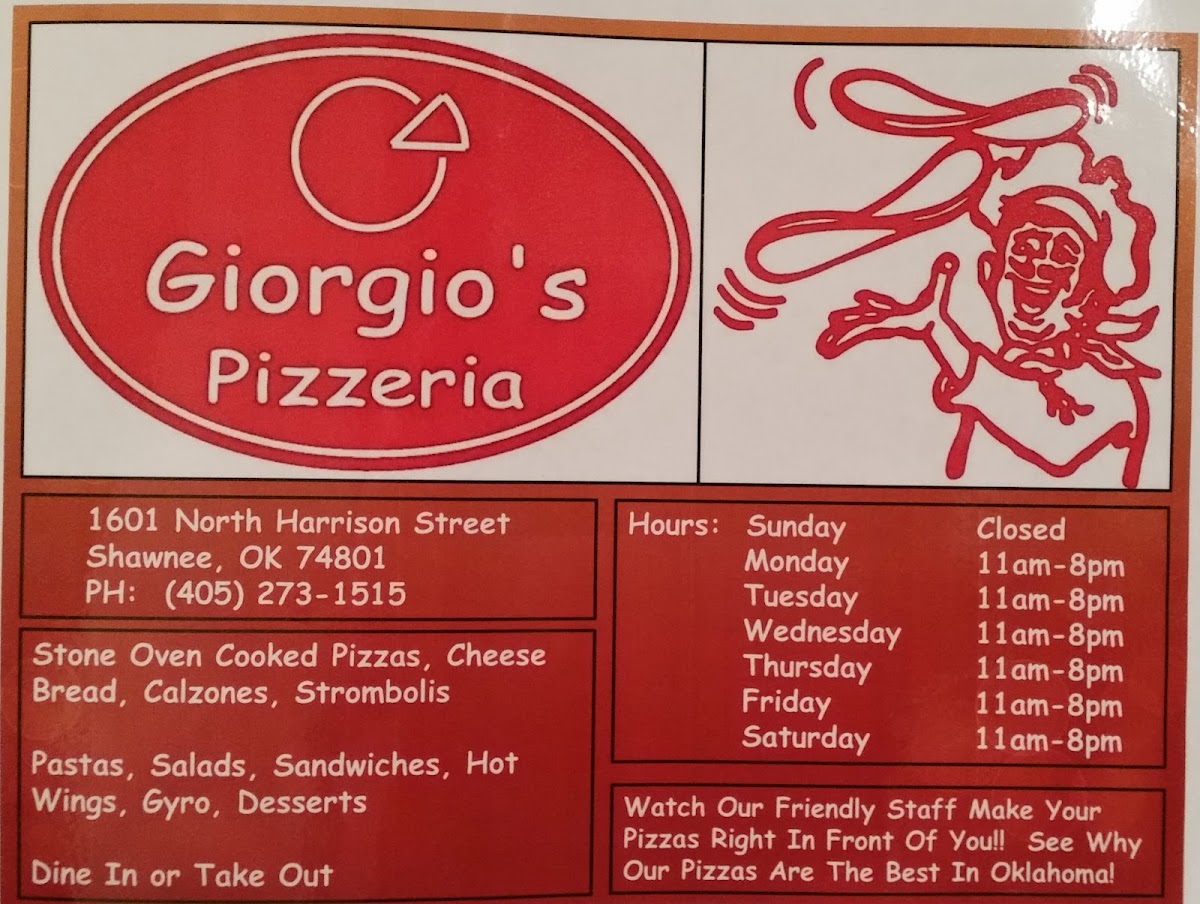 Giorgio's
Pizzeria
1601 North Harrison Street
Shawnee, OK 74801
PH: (405) 273-1515
Stone Oven Cooked Pizzas, Cheese
Bread, Calzones, Strombolis
Pastas, Salads, Sandwiches, Hot
Wings, Gyro, Desserts
Dine In or Take Out
Hours: Sunday Closed
Monday 11am-8pm
Tuesday 11am-8pm
Wednesday 11am-8pm
Thursday 11am-8pm
Friday 11am-8pm
Saturday 11am-8pm
Watch Our Friendly Staff Make Your
Pizzas Right In Front Of You!! See Why
Our Pizzas Are The Best In Oklahoma!